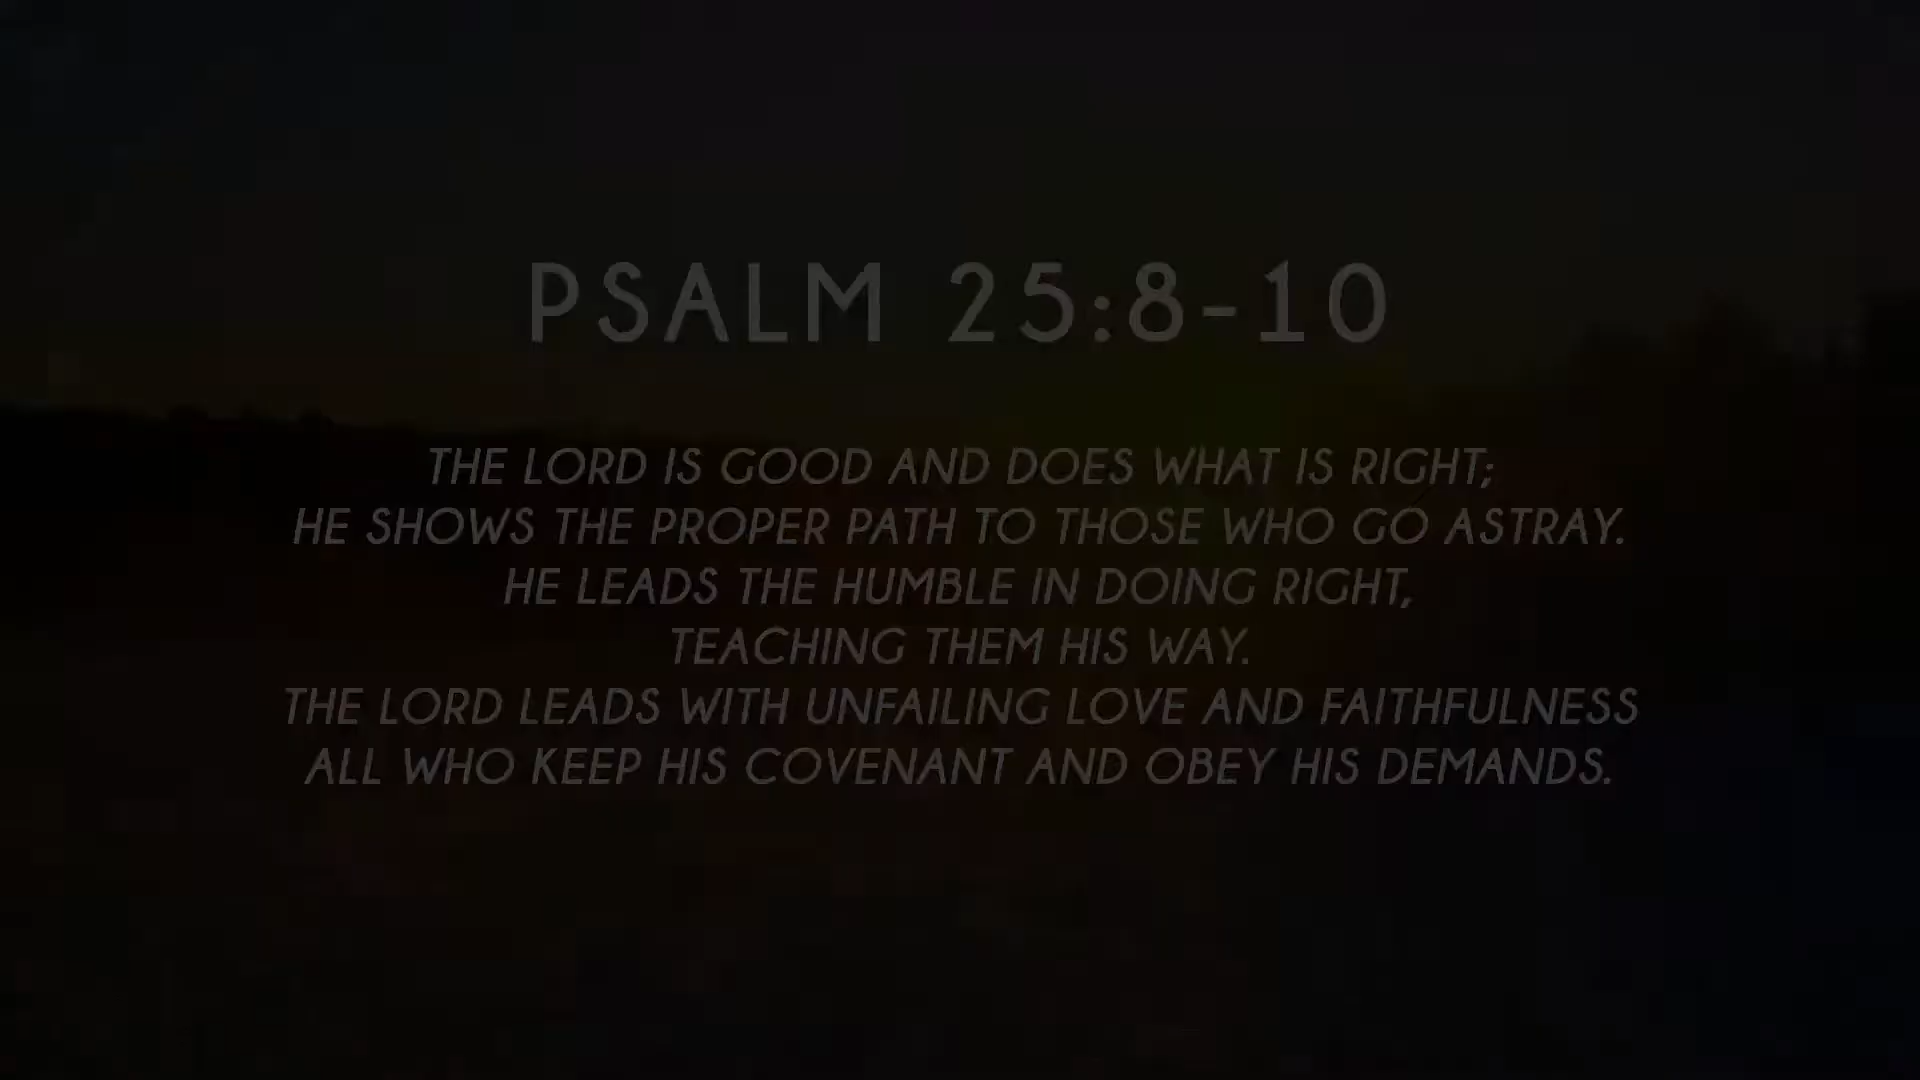 PSALM 25:8-10
THE LORD IS GOOD AND DOES WHAT IS RIGHT;
HE SHOWS THE PROPER PATH TO THOSE WHO GO ASTRAY.
HE LEADS THE HUMBLE IN DOING RIGHT,
TEACHING THEM HIS WAY.
THE LORD LEADS WITH UNFAILING LOVE AND FAITHFULNESS
ALL WHO KEEP HIS COVENANT AND OBEY HIS DEMANDS.